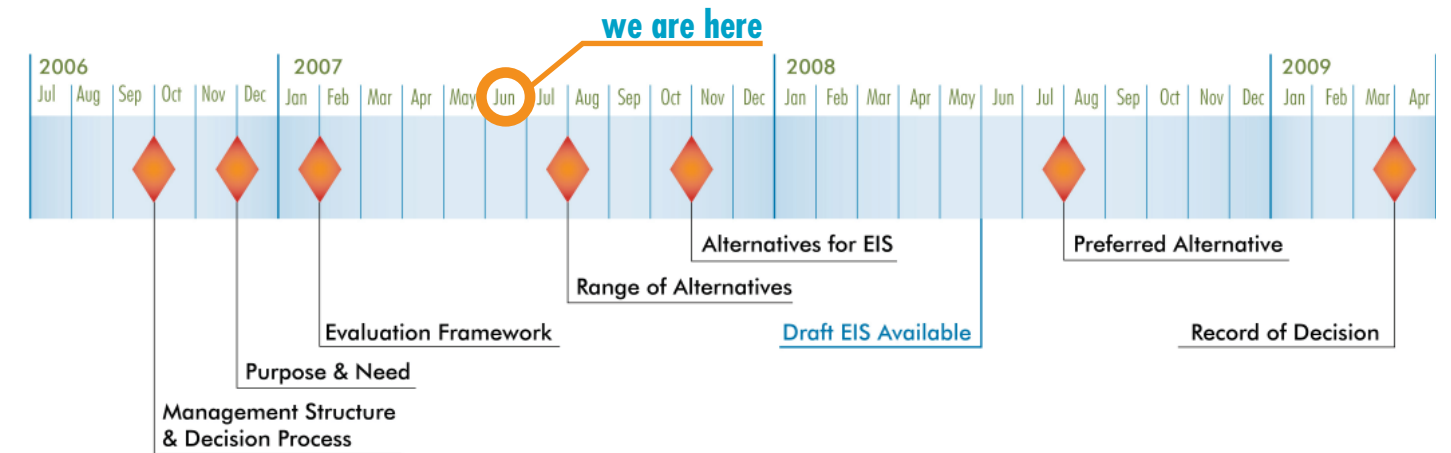 we are here
2006 2007 2008 2009
Jul Aug Sep Oct Nov Dec Jan Feb Mar Apr May Jun Jul Aug Sep Oct Nov Dec Jan Feb Mar Apr May Jun Jul Aug Sep Oct Nov Dec Jan Feb Mar Apr
Alternatives for EIS
Preferred Alternative
Range of Alternatives
Evaluation Framework
Draft EIS Available
Record of Decision
Purpose & Need
Management Structure
& Decision Process